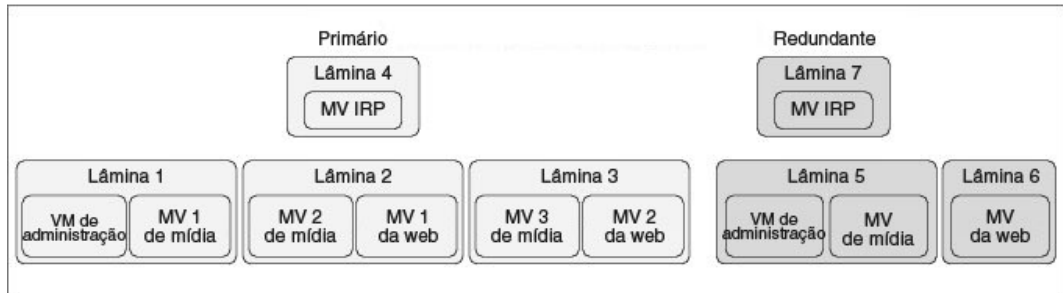 Primário
Redundante
Lâmina 4
MV IRP
Lâmina 7
MV IRP
Lâmina 1
VM de
administração
MV 1
de mídia
Lâmina 2
MV 2
de mídia
MV 1
da web
Lâmina 3
MV 3
de mídia
MV 2
da web
Lâmina 5
VM de
administração
MV
de mídia
Lâmina 6
MV
da web